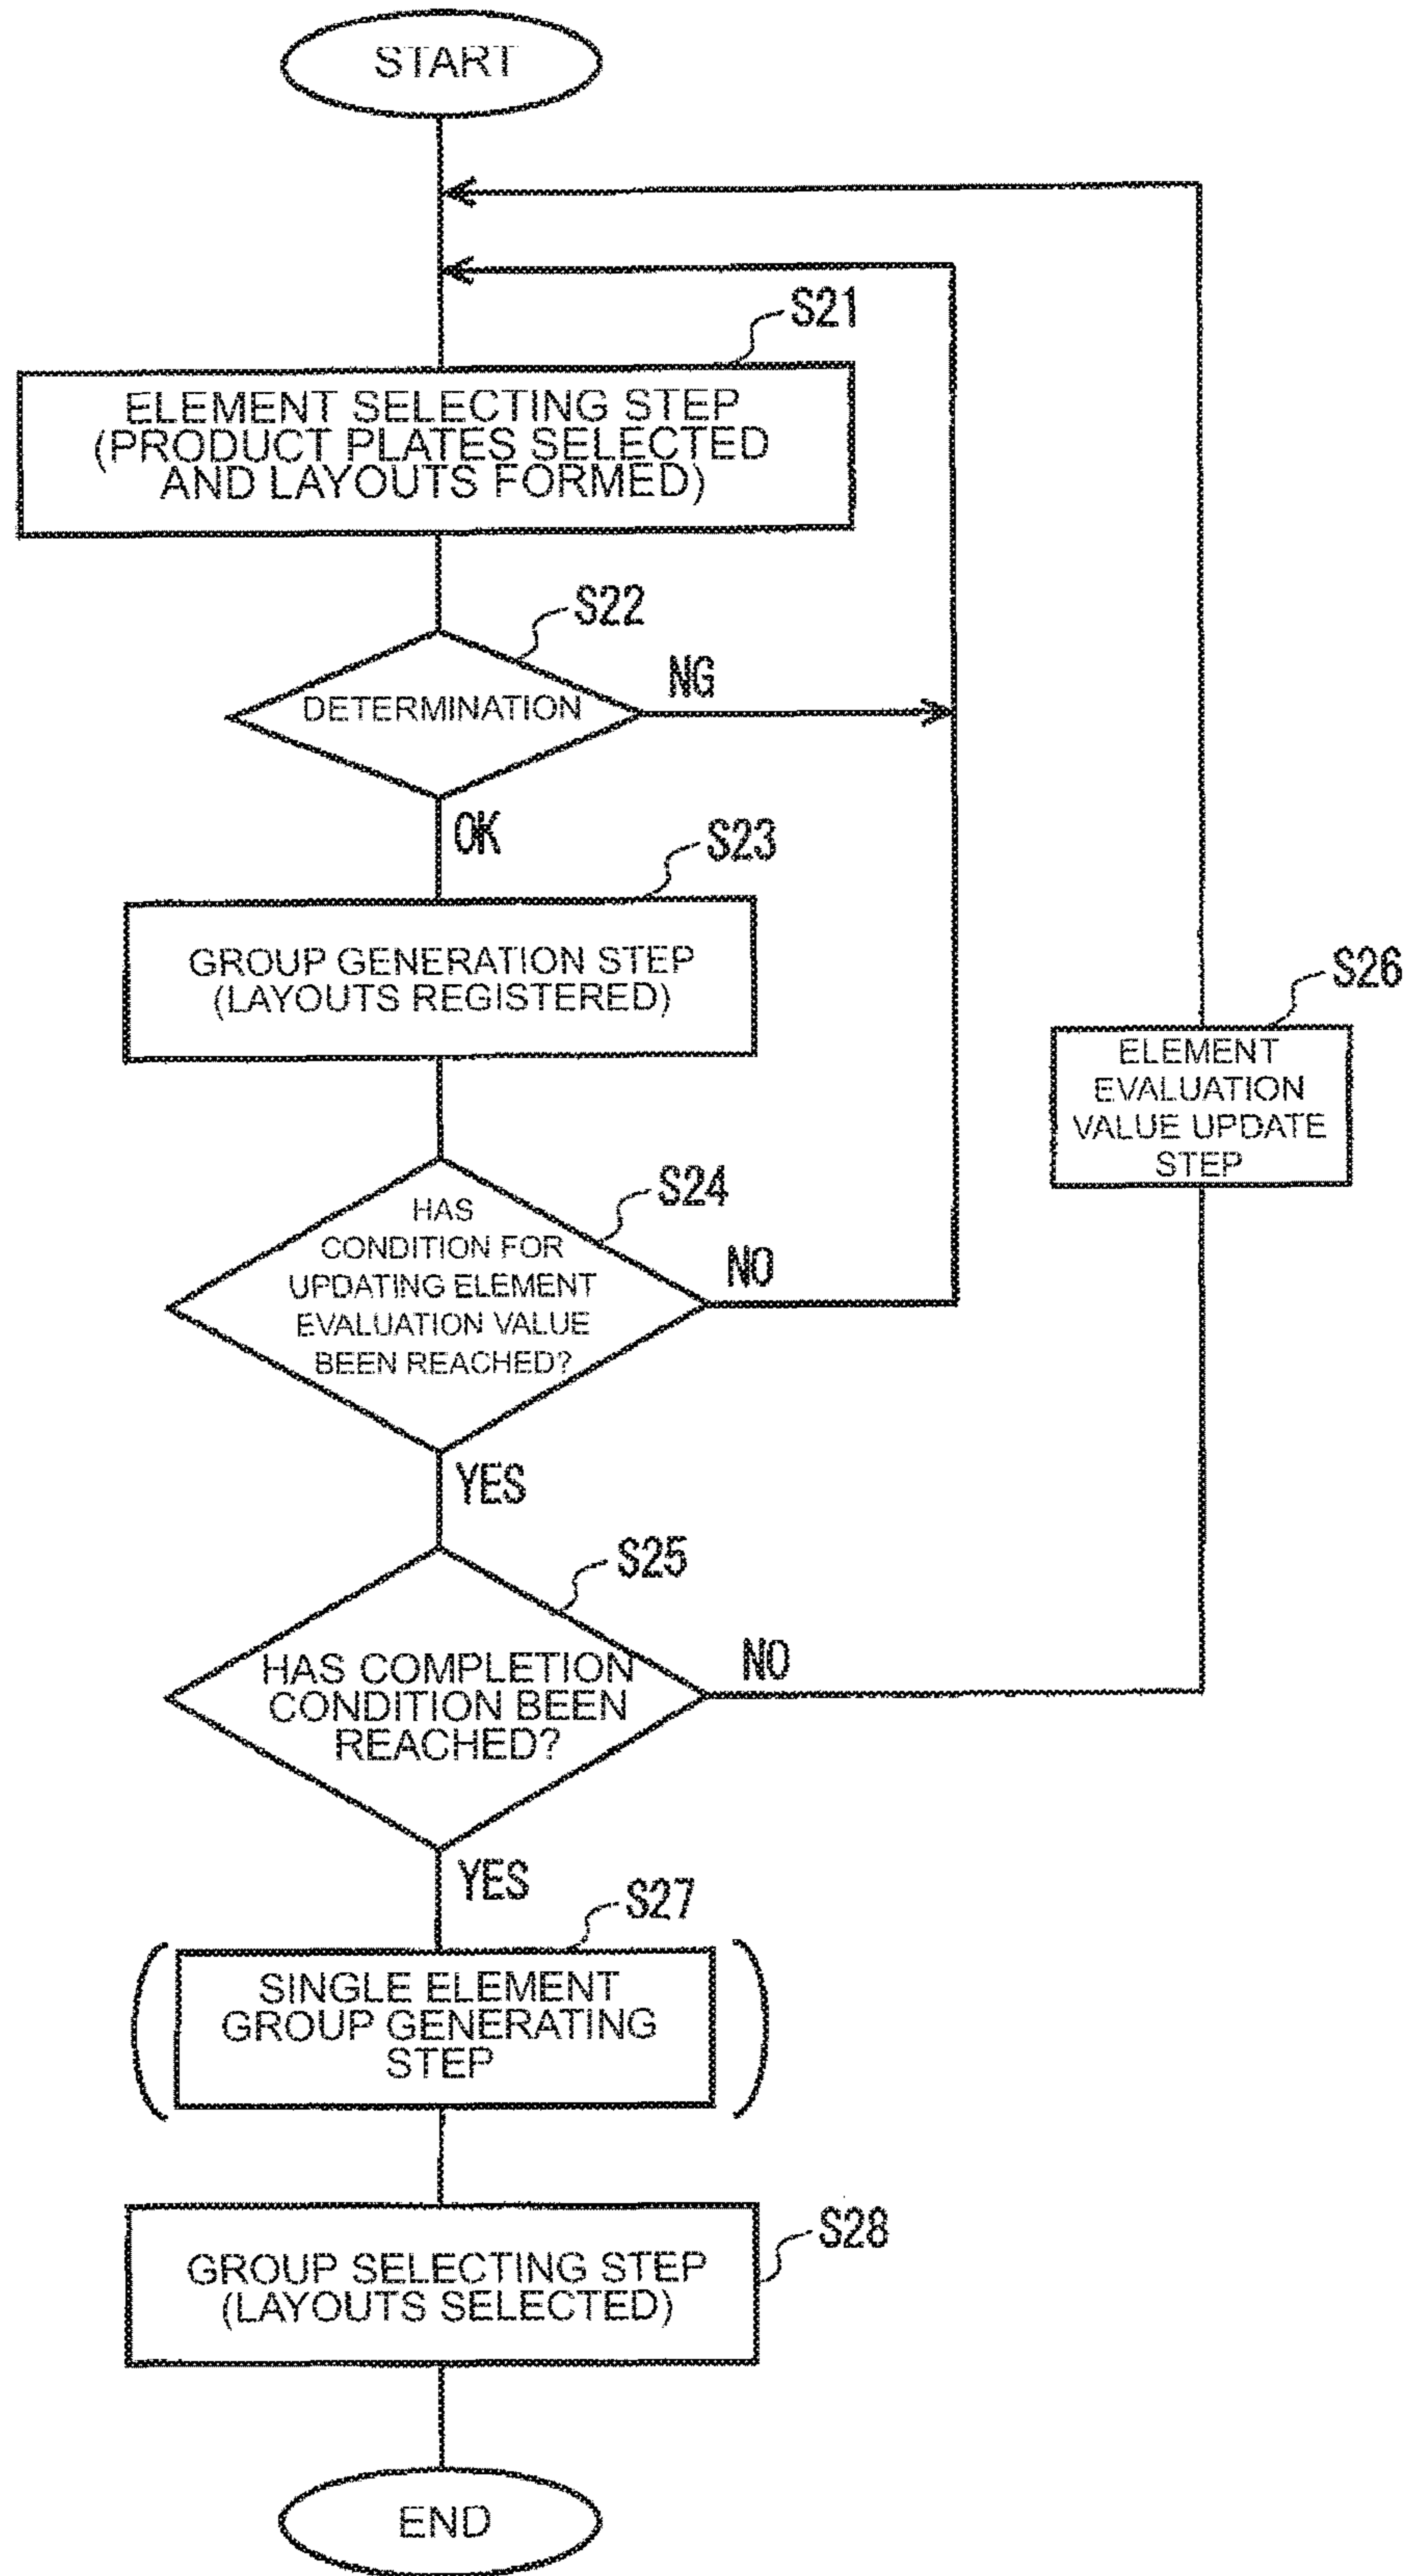 START
S21
ELEMENT SELECTING STEP
(PRODUCT PLATES SELECTED
AND LAYOUTS FORMED)
S22
DETERMINATION
NG
OK
S23
GROUP GENERATION STEP
(LAYOUTS REGISTERED)
S26
ELEMENT
EVALUATION
VALUE UPDATE
STEP
S24
HAS
CONDITION FOR
UPDATING ELEMENT
EVALUATION VALUE
BEEN REACHED?
NO
YES
S25
HAS COMPLETION
CONDITION BEEN
REACHED?
NO
YES
S27
( SINGLE ELEMENT
GROUP GENERATING
STEP )
S28
GROUP SELECTING STEP
(LAYOUTS SELECTED)
END